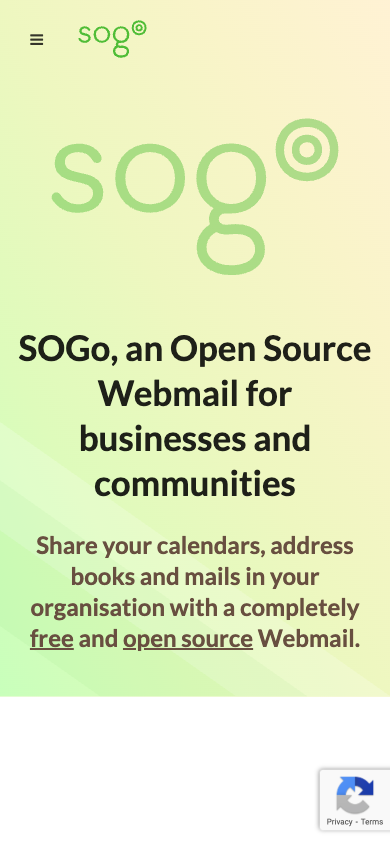 sogo
sogo
SOGo, an Open Source
Webmail for
businesses and
communities
Share your calendars, address
books and mails in your
organisation with a completely
free and open source Webmail.
Privacy - Terms